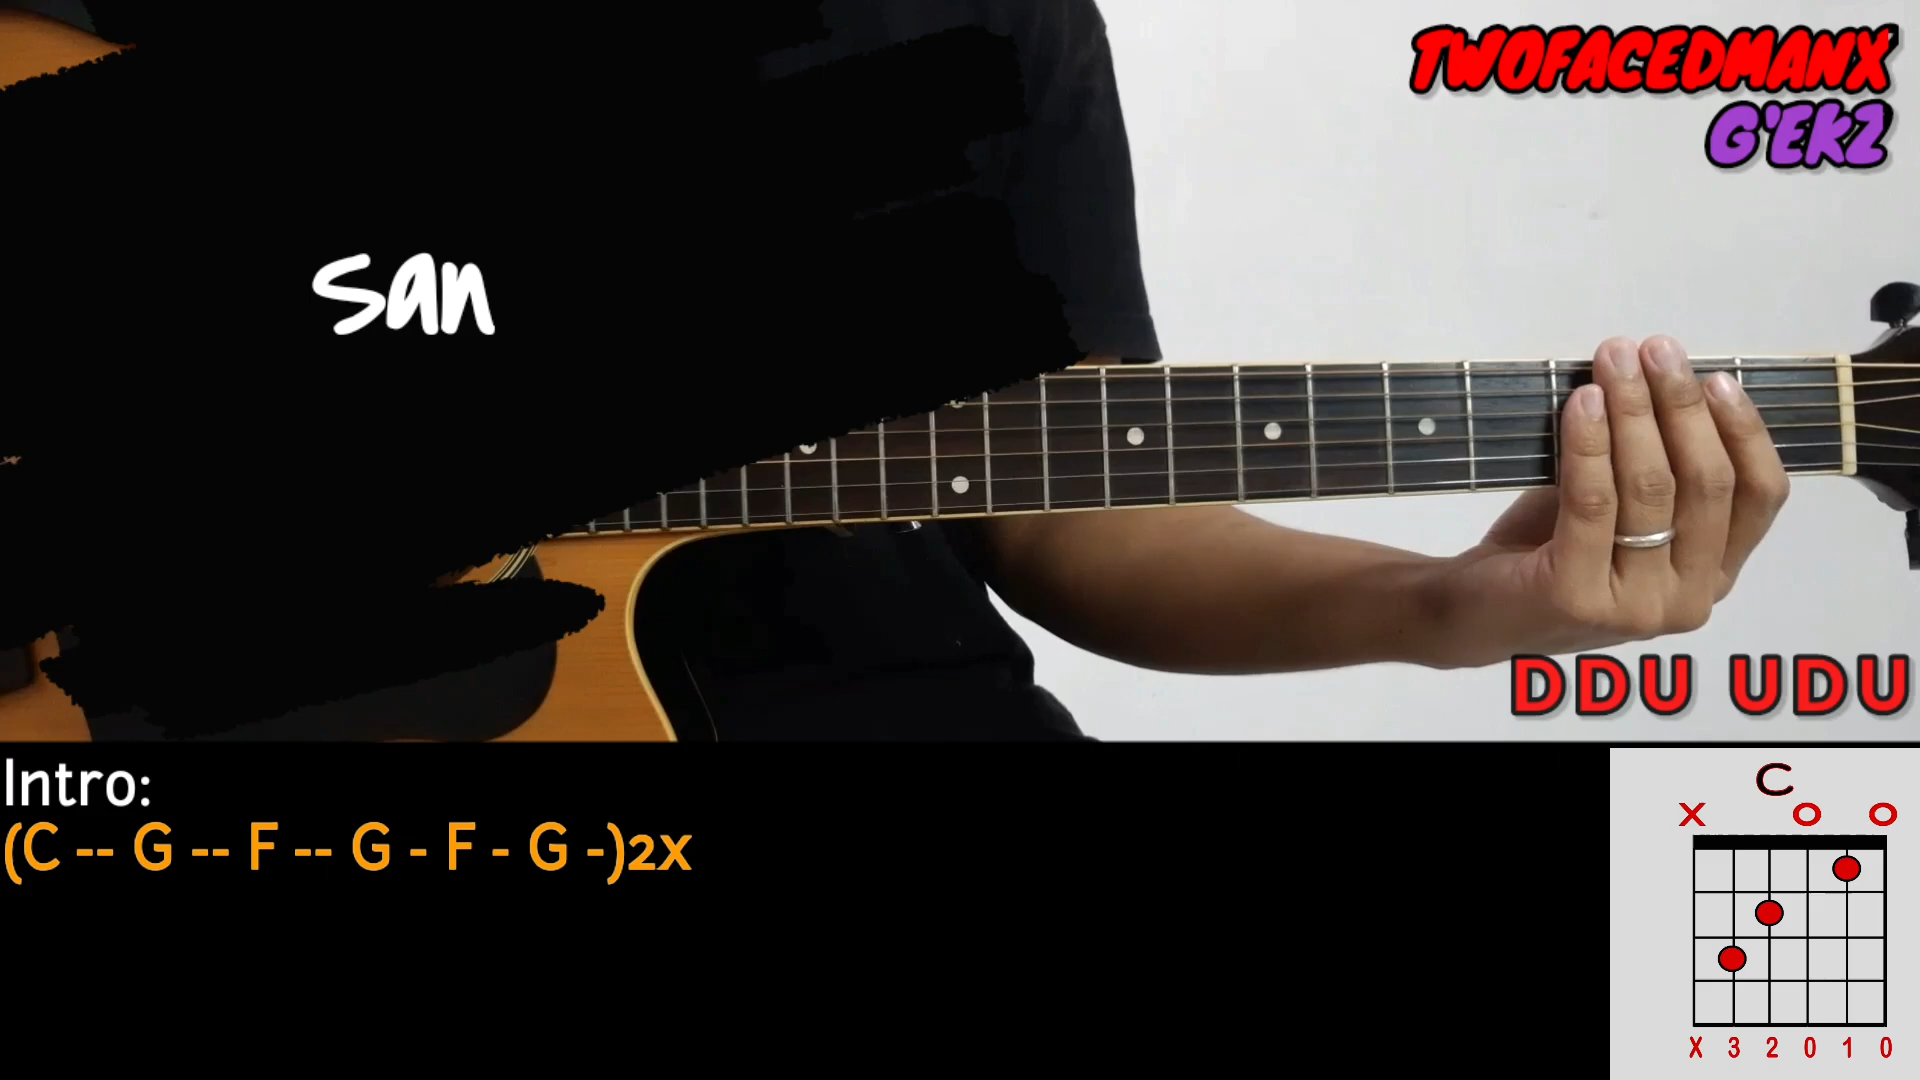 TWOFACEDMANX
G'EKZ
san
DDU UDU
Intro:
(C -- G -- F -- G - F - G -)2x
C
X O O
X 3 2 0 1 0